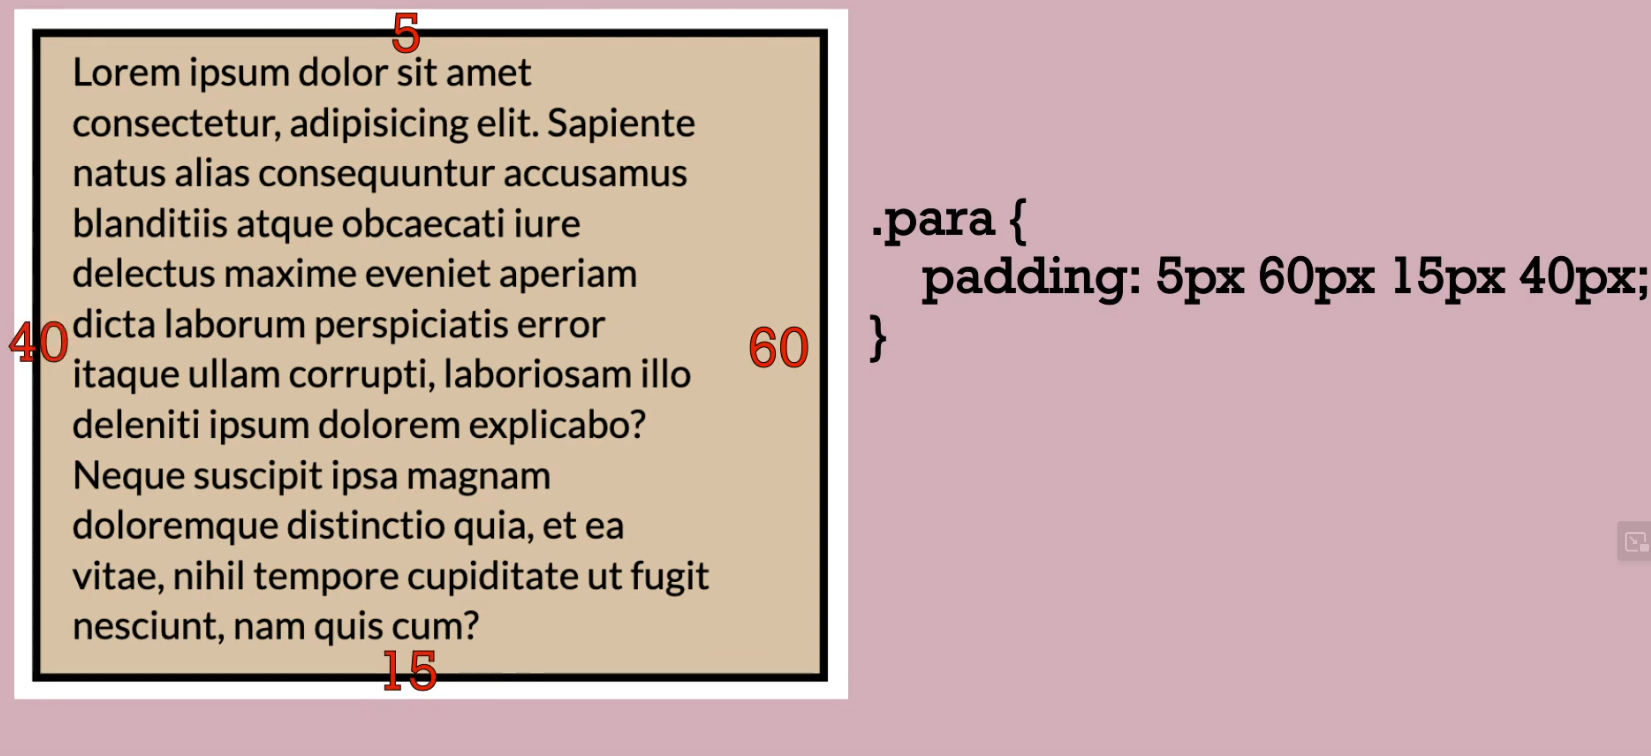 5
Lorem ipsum dolor sit amet
consectetur, adipisicing elit. Sapiente
natus alias consequuntur accusamus
blanditiis atque obcaecati iure
delectus maxime eveniet aperiam
dicta laborum perspiciatis error
40
60
itaque ullam corrupti, laboriosam illo
deleniti ipsum dolorem explicabo?
Neque suscipit ipsa magnam
doloremque distinctio quia, et ea
vitae, nihil tempore cupiditate ut fugit
nesciunt, nam quis cum?
15
.para {
padding: 5px 60px 15px 40px;
}